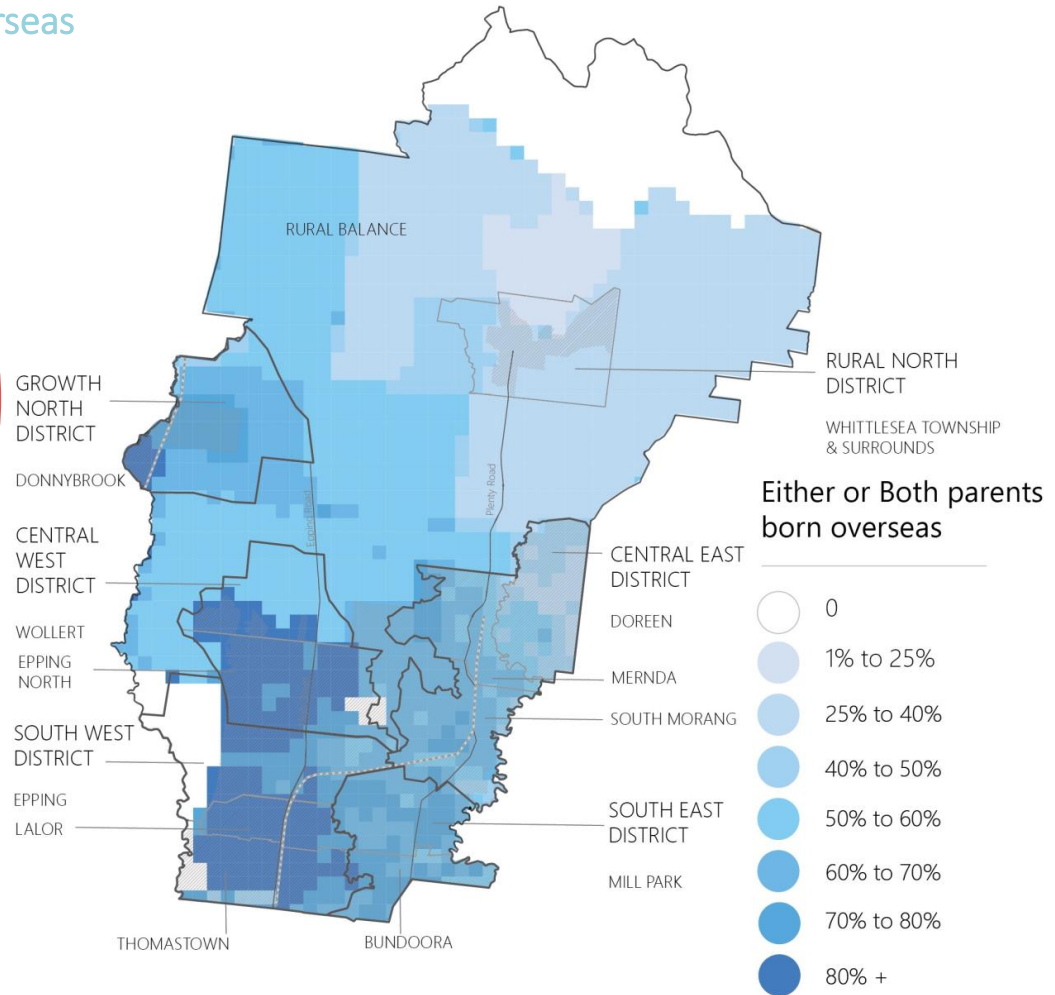 erseas
RURAL BALANCE
GROWTH
NORTH
DISTRICT
DONNYBROOK
CENTRAL
WEST
DISTRICT
WOLLERT
EPPING
NORTH
SOUTH WEST
DISTRICT
EPPING
LALOR
THOMASTOWN
BUNDOORA
Epping Road
Plenty Road
RURAL NORTH
DISTRICT
WHITTLESEA TOWNSHIP
& SURROUNDS
CENTRAL EAST
DISTRICT
DOREEN
MERNDA
SOUTH MORANG
SOUTH EAST
DISTRICT
MILL PARK
Either or Both parents
born overseas
0
1% to 25%
25% to 40%
40% to 50%
50% to 60%
60% to 70%
70% to 80%
80% +